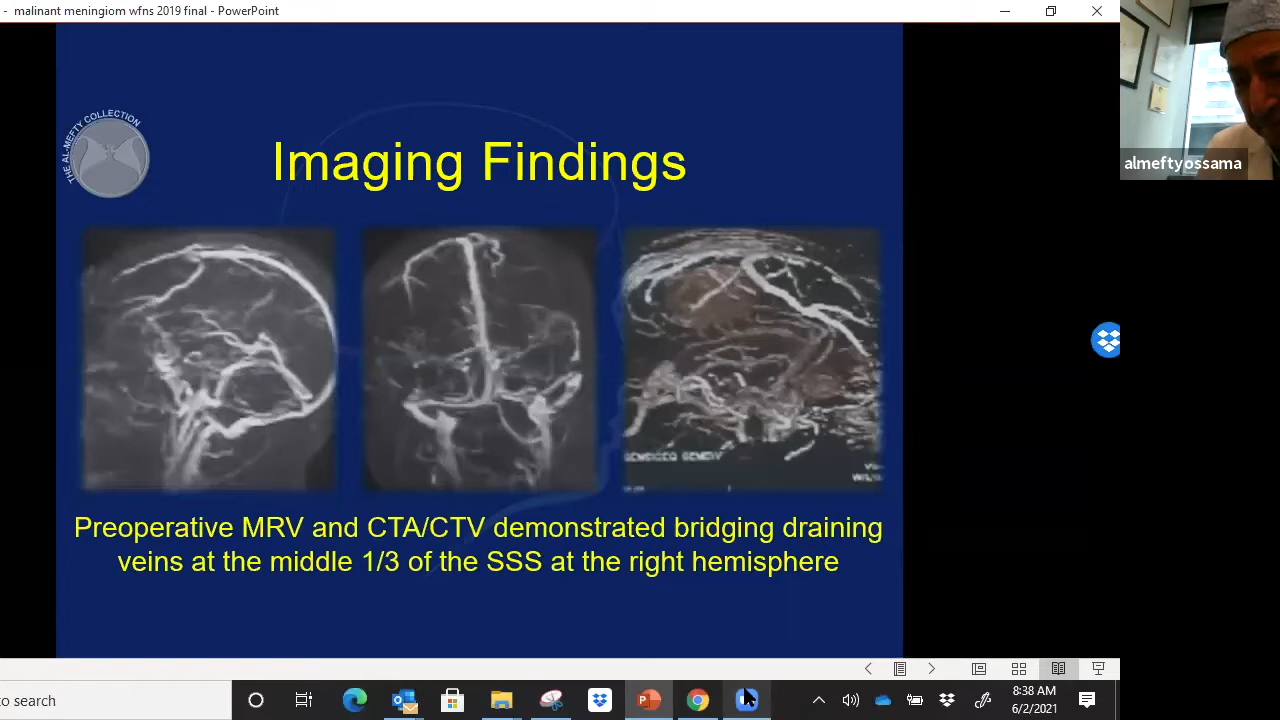 - malinant meningiom wfns 2019 final - PowerPoint
almeftyossama
THE AL-MEFTY COLLECTION
Imaging Findings
Preoperative MRV and CTA/CTV demonstrated bridging draining
veins at the middle 1/3 of the SSS at the right hemisphere
to search
8:38 AM
6/2/2021